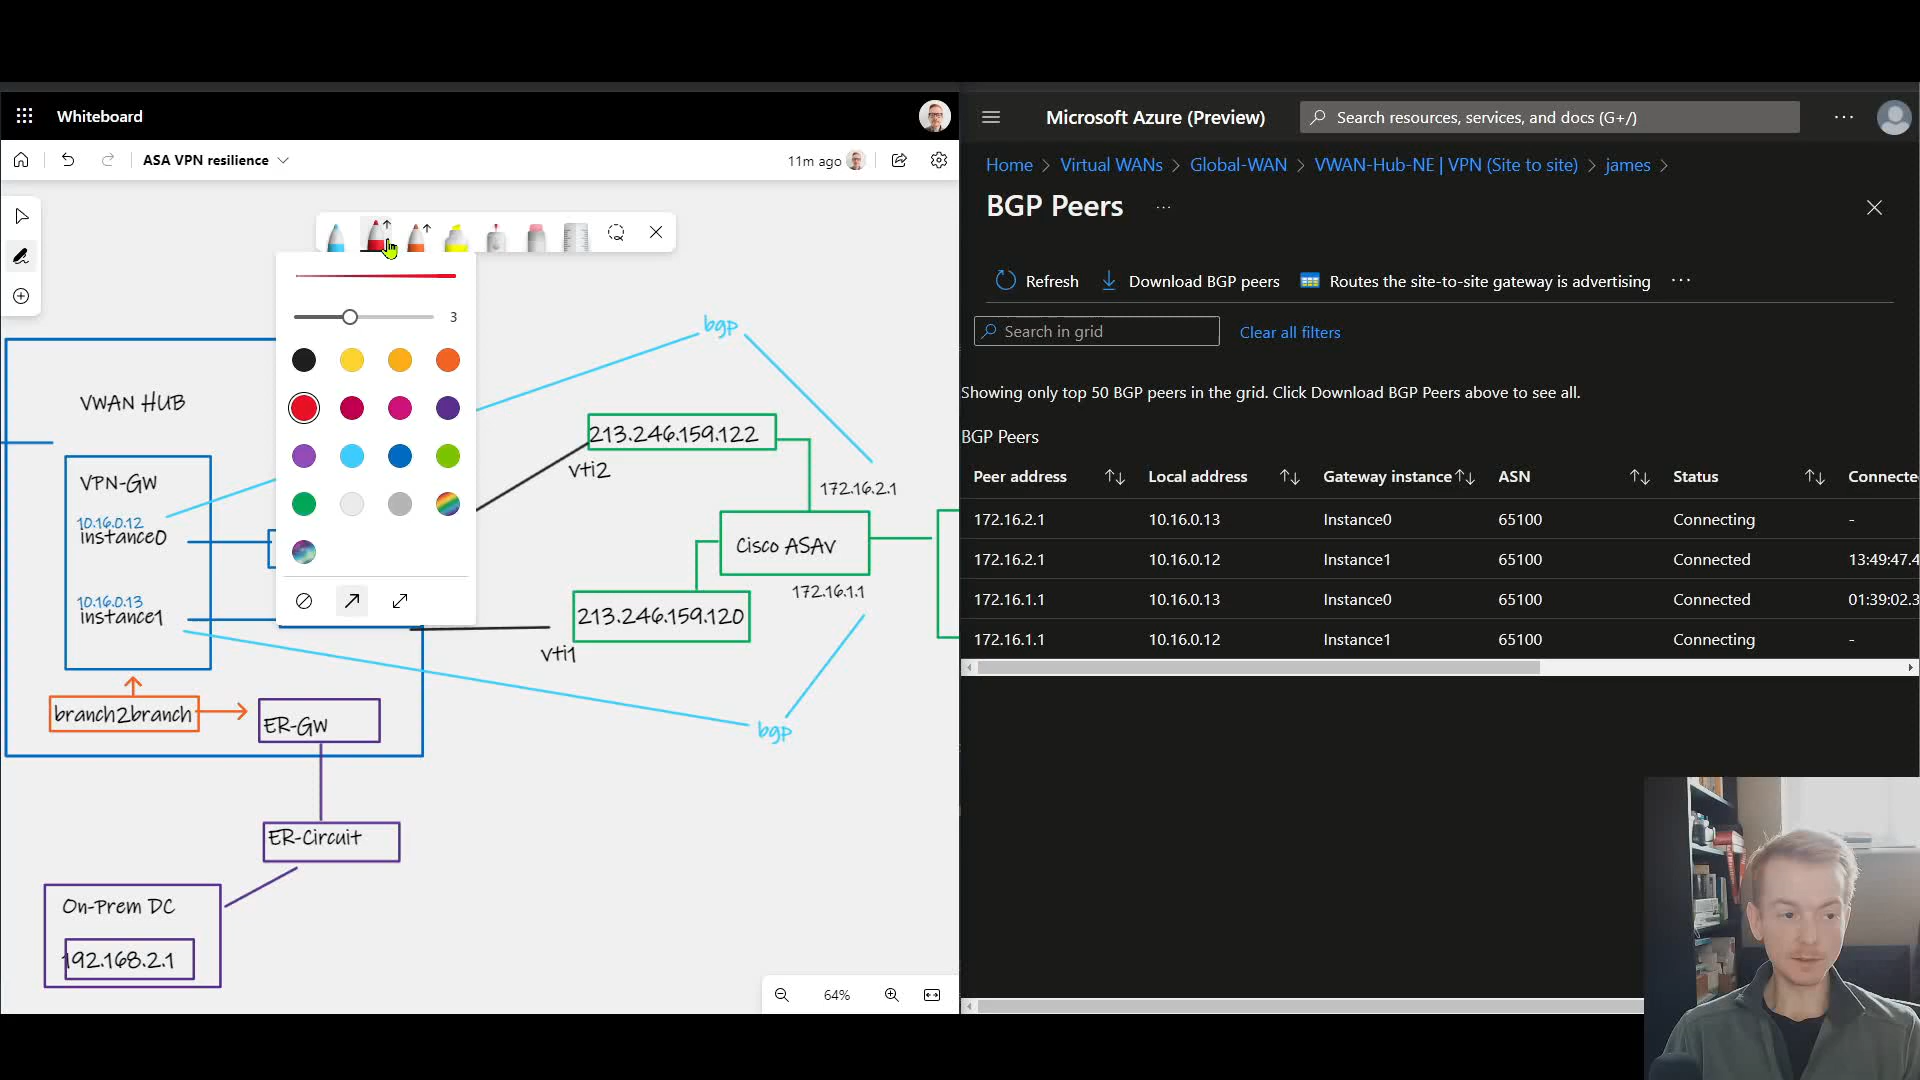 Whiteboard
ASA VPN resilience
11m ago
3
VWAN HUB
VPN-GW
10.16.0.12
instance0
10.16.0.13
instance1
branch2branch
ER-GW
ER-Circuit
On-Prem DC
192.168.2.1
bgp
213.246.159.122
vti2
172.16.2.1
Cisco ASAv
172.16.1.1
213.246.159.120
vti1
bgp
64%
Microsoft Azure (Preview)
Search resources, services, and docs (G+/)
Home > Virtual WANs > Global-WAN > VWAN-Hub-NE | VPN (Site to site) > james >
BGP Peers
Refresh Download BGP peers Routes the site-to-site gateway is advertising
Search in grid Clear all filters
Showing only top 50 BGP peers in the grid. Click Download BGP Peers above to see all.
BGP Peers
Peer address Local address Gateway instance ASN Status Connecte
172.16.2.1 10.16.0.13 Instance0 65100 Connecting -
172.16.2.1 10.16.0.12 Instance1 65100 Connected 13:49:47.4
172.16.1.1 10.16.0.13 Instance0 65100 Connected 01:39:02.3
172.16.1.1 10.16.0.12 Instance1 65100 Connecting -